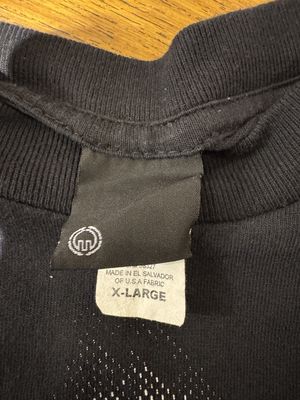 MADE IN EL SALVADOR
OF U.S.A FABRIC
X-LARGE